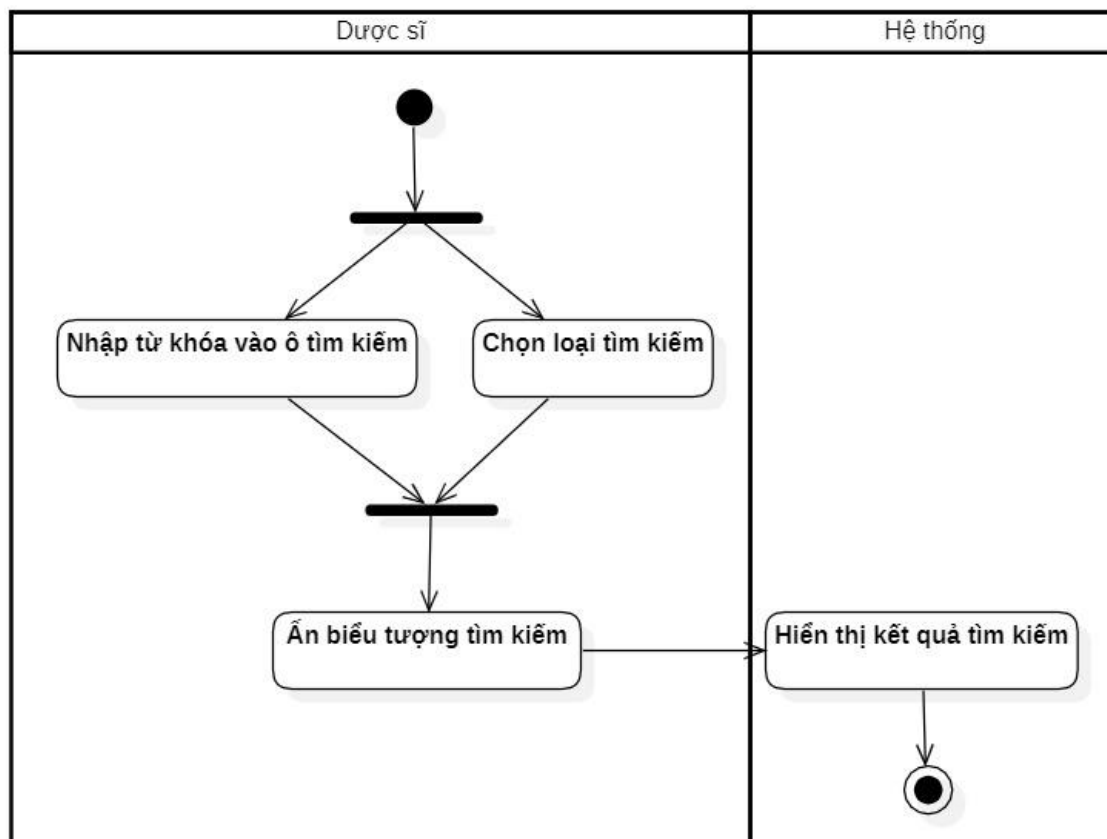 Dược sĩ
Hệ thống
Nhập từ khóa vào ô tìm kiếm
Chọn loại tìm kiếm
Ấn biểu tượng tìm kiếm
Hiển thị kết quả tìm kiếm